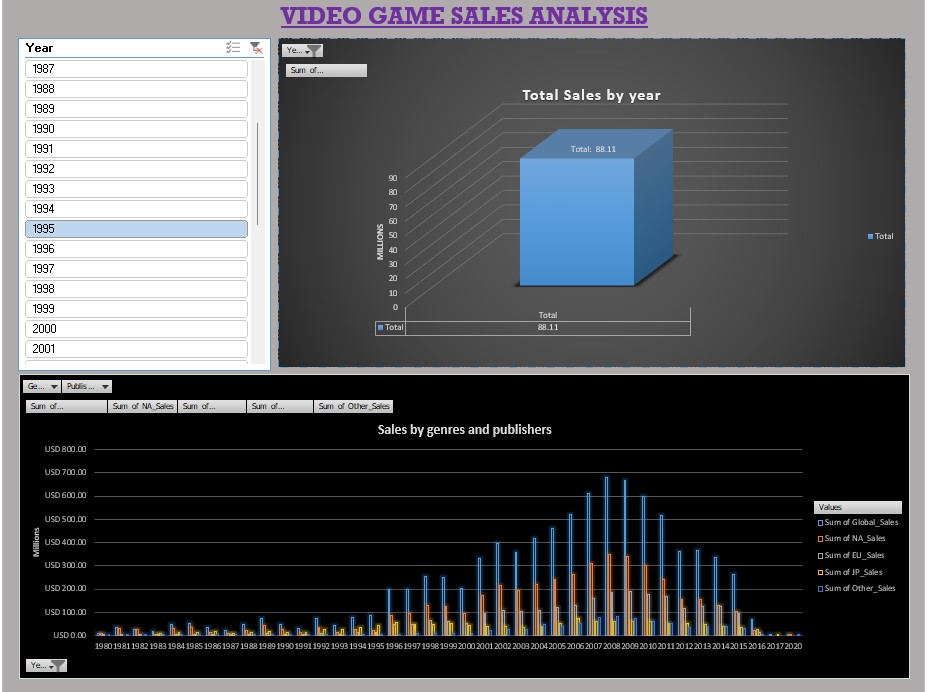 VIDEO GAME SALES ANALYSIS
Year
1987
1988
1989
1990
1991
1992
1993
1994
1995
1996
1997
1998
1999
2000
2001
Ye...
Sum of...
Total Sales by year
Total: 88.11
90
80
70
60
50
40
30
20
10
0
MILLIONS
Total
Total
Total 88.11
Ge... Publis...
Sum of... Sum of NA_Sales Sum of... Sum of... Sum of Other_Sales
Sales by genres and publishers
USD 800.00
USD 700.00
USD 600.00
USD 500.00
USD 400.00
USD 300.00
USD 200.00
USD 100.00
USD 0.00
Millions
1980 1981 1982 1983 1984 1985 1986 1987 1988 1989 1990 1991 1992 1993 1994 1995 1996 1997 1998 1999 2000 2001 2002 2003 2004 2005 2006 2007 2008 2009 2010 2011 2012 2013 2014 2015 2016 2017 2020
Values
Sum of Global_Sales
Sum of NA_Sales
Sum of EU_Sales
Sum of JP_Sales
Sum of Other_Sales
Ye...